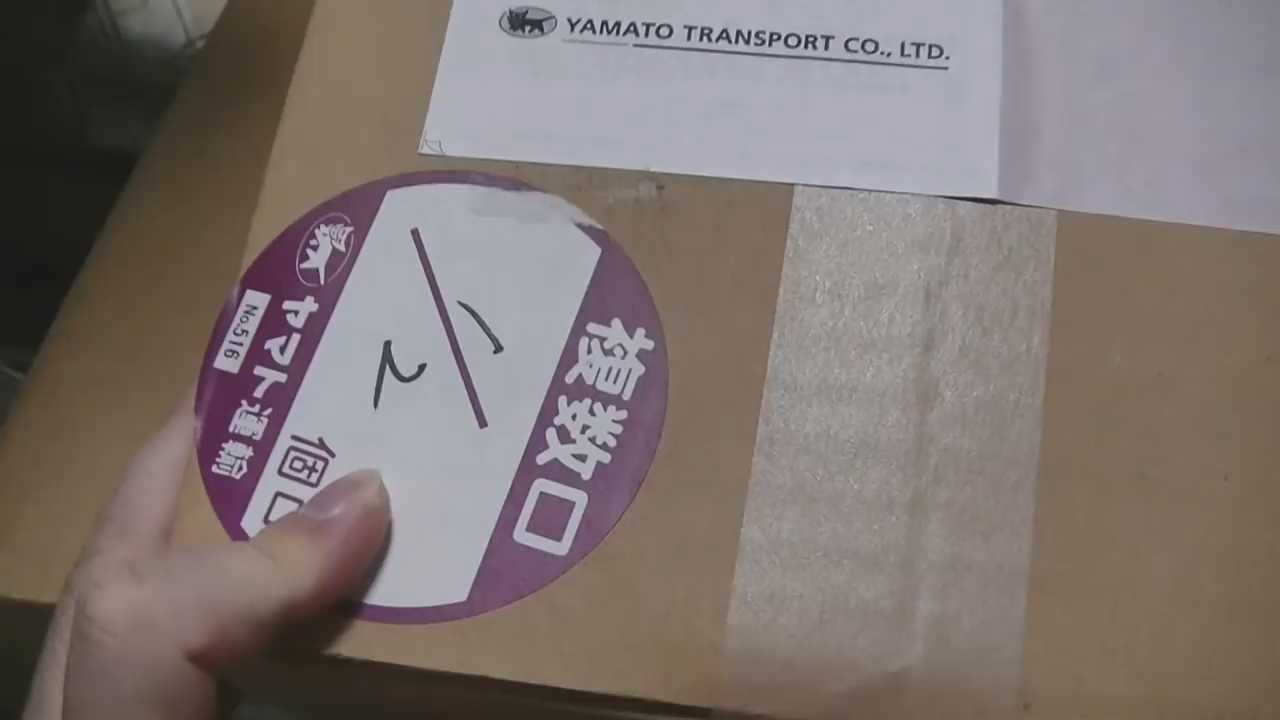 YAMATO TRANSPORT CO., LTD.
複数口
1/2
個口
ヤマト運輸
No.516